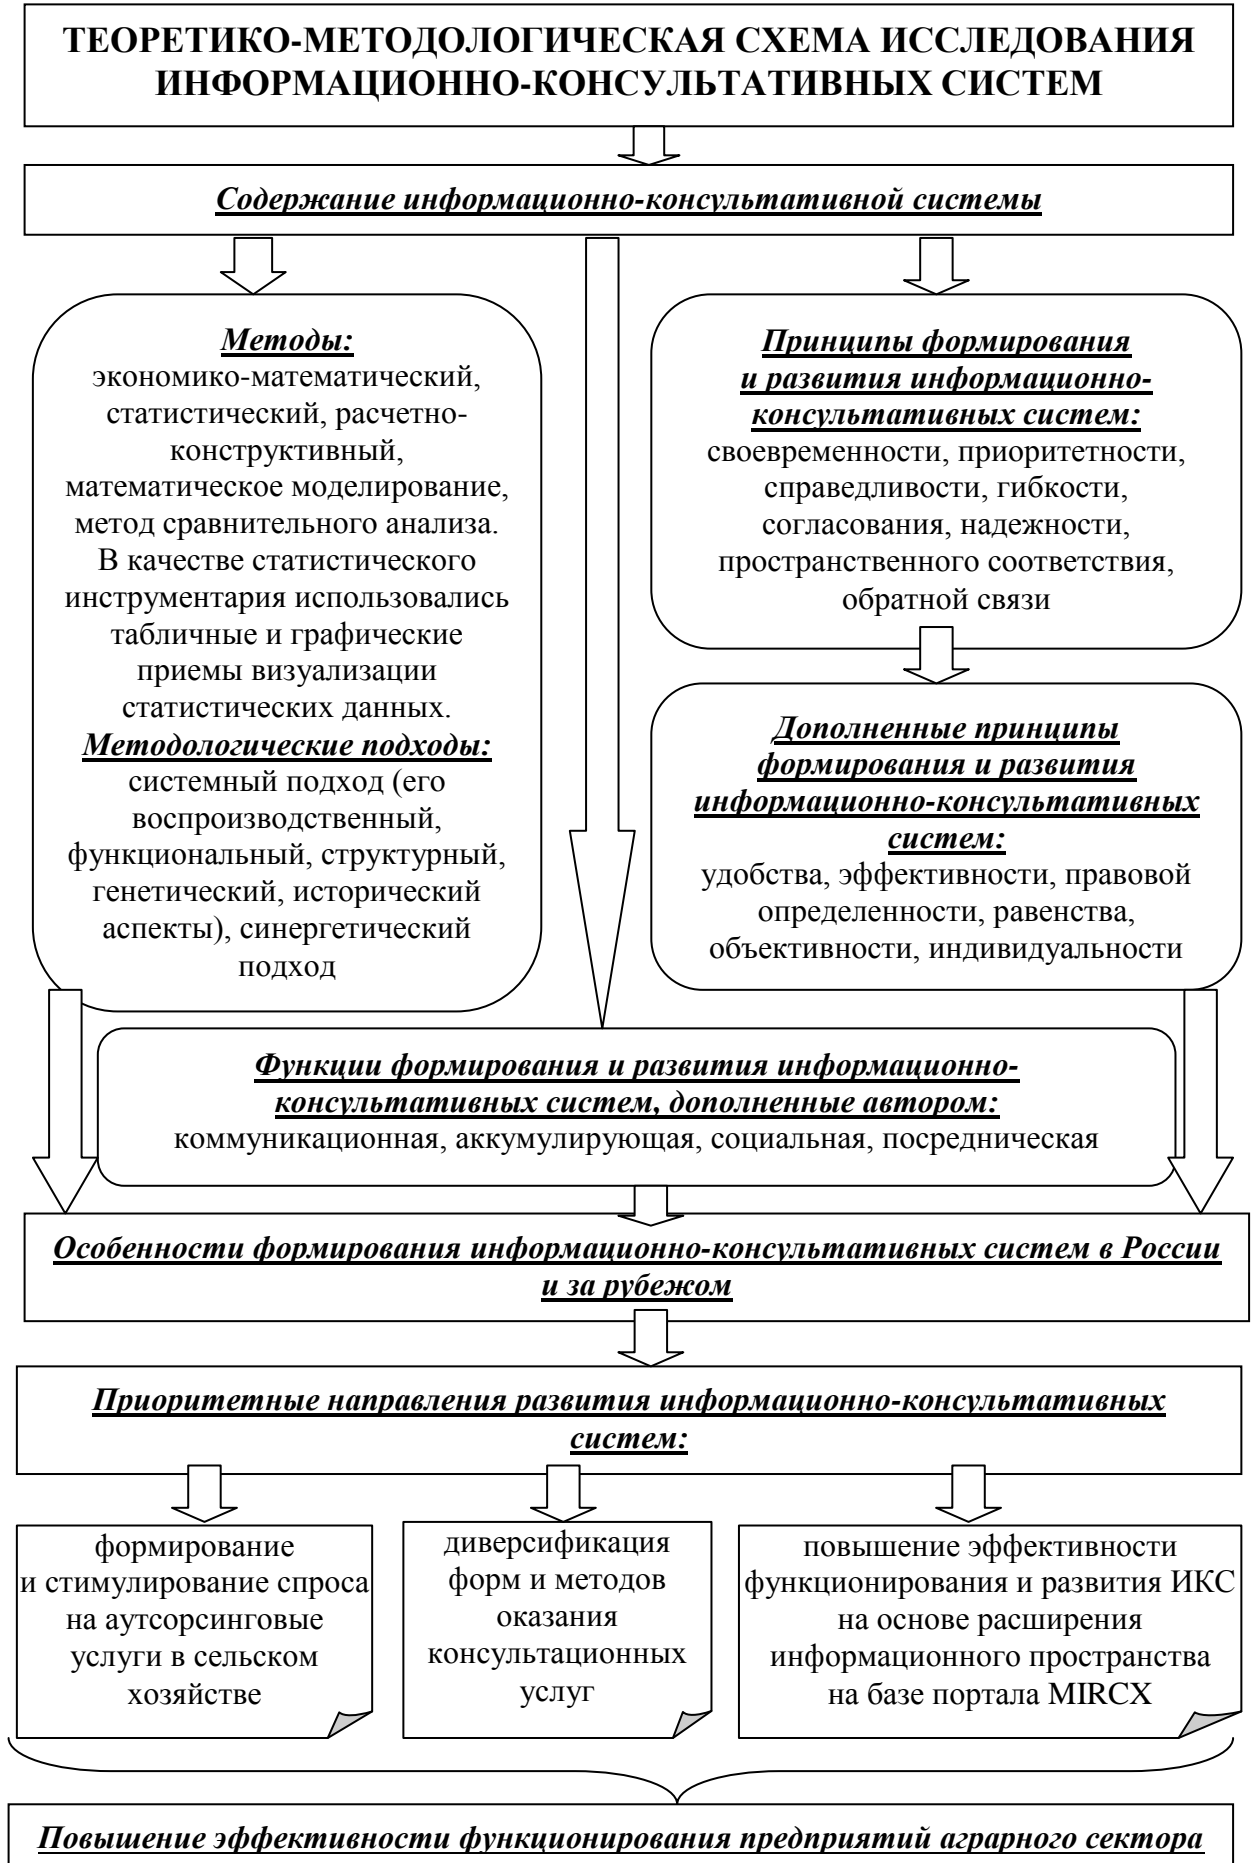 ТЕОРЕТИКО-МЕТОДОЛОГИЧЕСКАЯ СХЕМА ИССЛЕДОВАНИЯ
ИНФОРМАЦИОННО-КОНСУЛЬТАТИВНЫХ СИСТЕМ
Содержание информационно-консультативной системы
Методы:
экономико-математический,
статистический, расчетно-
конструктивный,
математическое моделирование,
метод сравнительного анализа.
В качестве статистического
инструментария использовались
табличные и графические
приемы визуализации
статистических данных.
Методологические подходы:
системный подход (его
воспроизводственный,
функциональный, структурный,
генетический, исторический
аспекты), синергетический
подход
Принципы формирования
и развития информационно-
консультативных систем:
своевременности, приоритетности,
справедливости, гибкости,
согласования, надежности,
пространственного соответствия,
обратной связи
Дополненные принципы
формирования и развития
информационно-консультативных
систем:
удобства, эффективности, правовой
определенности, равенства,
объективности, индивидуальности
Функции формирования и развития информационно-
консультативных систем, дополненные автором:
коммуникационная, аккумулирующая, социальная, посредническая
Особенности формирования информационно-консультативных систем в России
и за рубежом
Приоритетные направления развития информационно-консультативных
систем:
формирование
и стимулирование спроса
на аутсорсинговые
услуги в сельском
хозяйстве
диверсификация
форм и методов
оказания
консультационных
услуг
повышение эффективности
функционирования и развития ИКС
на основе расширения
информационного пространства
на базе портала MIRCX
Повышение эффективности функционирования предприятий аграрного сектора